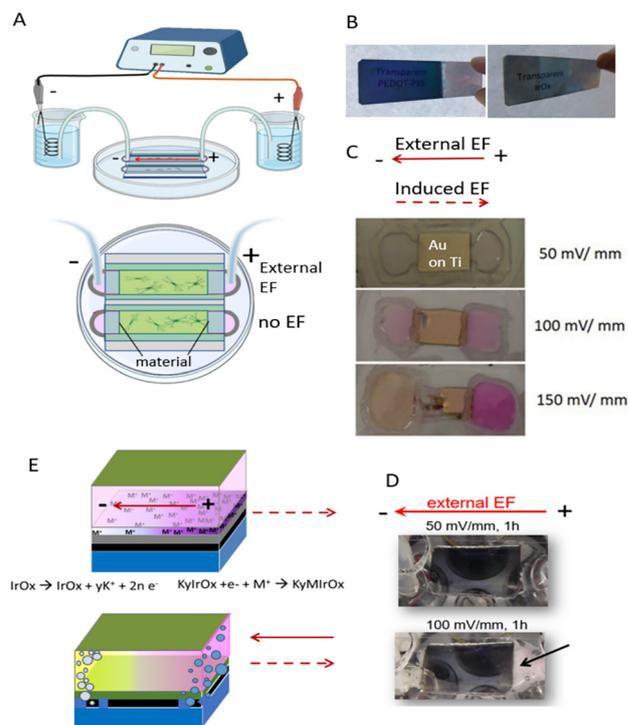 A
-
+
-
+
-
+
External
EF
no EF
material
B
Transparent
PEDOT-PSS
Transparent
IrOx
C
External EF
-
+
Induced EF
Au
on Ti
50 mV/ mm
100 mV/ mm
150 mV/ mm
E
M⁺ M⁺ M⁺ M⁺
-
+
M⁺ M⁺ M⁺ M⁺
IrOx → IrOx + yK⁺ + 2n e⁻
KyIrOx +e- + M⁺ → KyMIrOx
D
external EF
-
+
50 mV/mm, 1h
100 mV/mm, 1h